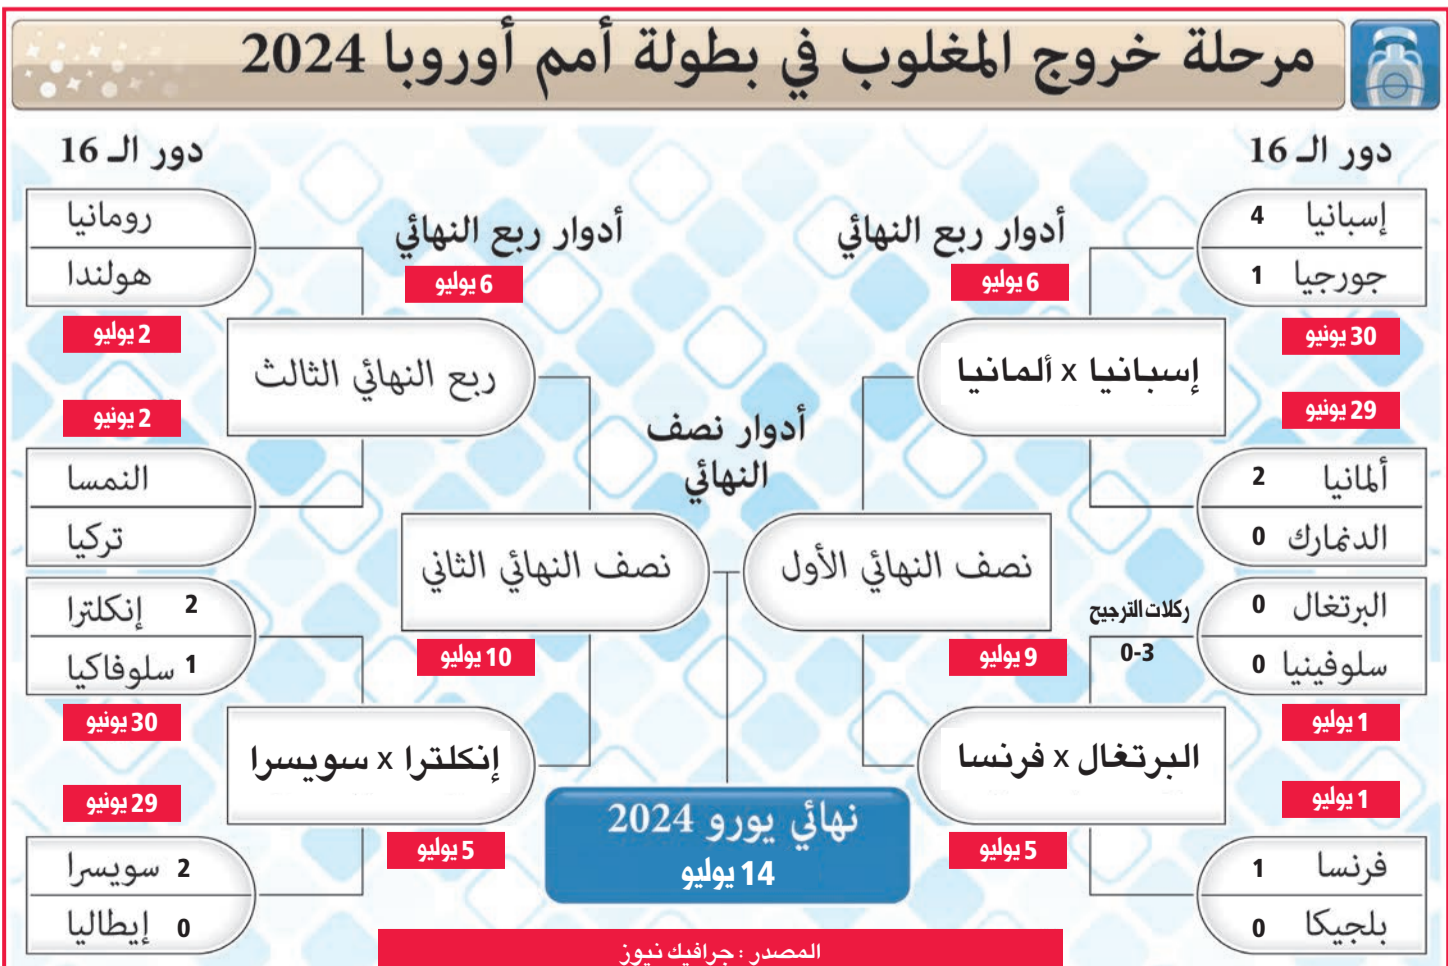 مرحلة خروج المغلوب في بطولة أمم أوروبا 2024
دور الـ 16
إسبانيا 4
جورجيا 1
30 يونيو
29 يونيو
ألمانيا 2
الدنمارك 0
البرتغال 0
سلوفينيا 0
ركلات الترجيح
0-3
1 يوليو
1 يوليو
فرنسا 1
بلجيكا 0
أدوار ربع النهائي
6 يوليو
إسبانيا x ألمانيا
البرتغال x فرنسا
5 يوليو
أدوار نصف
النهائي
نصف النهائي الأول
9 يوليو
نصف النهائي الثاني
10 يوليو
نهائي يورو 2024
14 يوليو
أدوار ربع النهائي
6 يوليو
ربع النهائي الثالث
إنكلترا x سويسرا
5 يوليو
دور الـ 16
رومانيا
هولندا
2 يوليو
2 يونيو
النمسا
تركيا
إنكلترا 2
سلوفاكيا 1
30 يونيو
29 يونيو
سويسرا 2
إيطاليا 0
المصدر : جرافيك نيوز